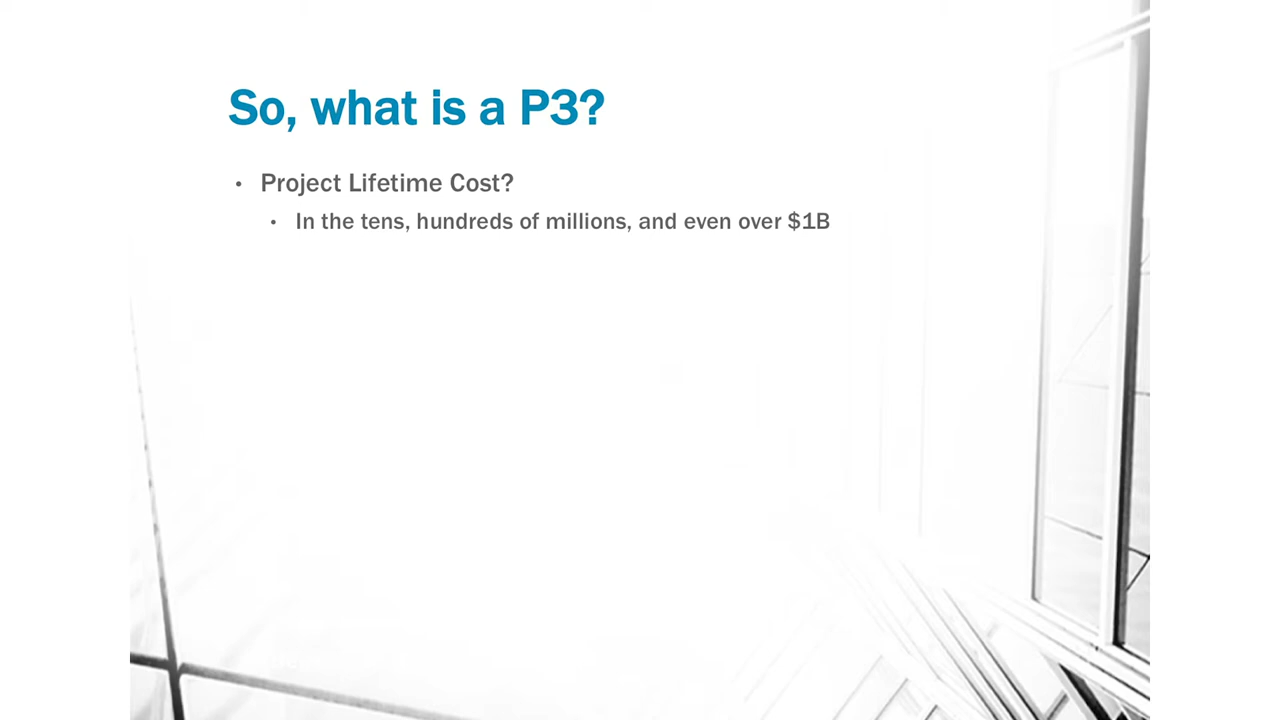 So, what is a P3?
• Project Lifetime Cost?
• In the tens, hundreds of millions, and even over $1B